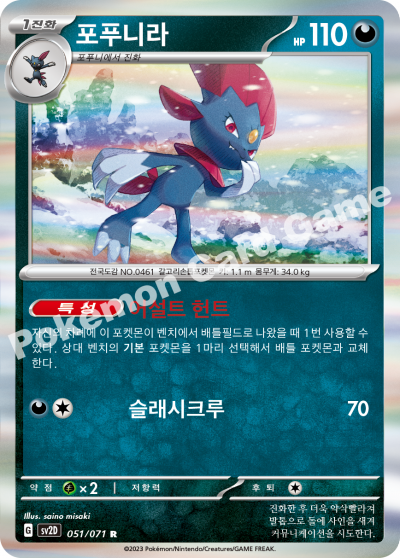 1진화
포푸니라
HP 110
포푸니에서 진화
전국도감 NO.0461 갈고리손톱포켓몬 키: 1.1 m 몸무게: 34.0 kg
특성 어설트 헌트
자신의 차례에 이 포켓몬이 벤치에서 배틀필드로 나왔을 때 1번 사용할 수
있다. 상대 벤치의 기본 포켓몬을 1마리 선택해서 배틀 포켓몬과 교체
한다.
슬래시크루 70
약점 ×2 저항력 후퇴
Illus. saino misaki
G SV2D 051/071 R
진화한 후 더욱 약삭빨라져
발톱으로 돌에 사인을 새겨
커뮤니케이션을 시도한다.
©2023 Pokémon/Nintendo/Creatures/GAME FREAK.
Pokémon Card Game